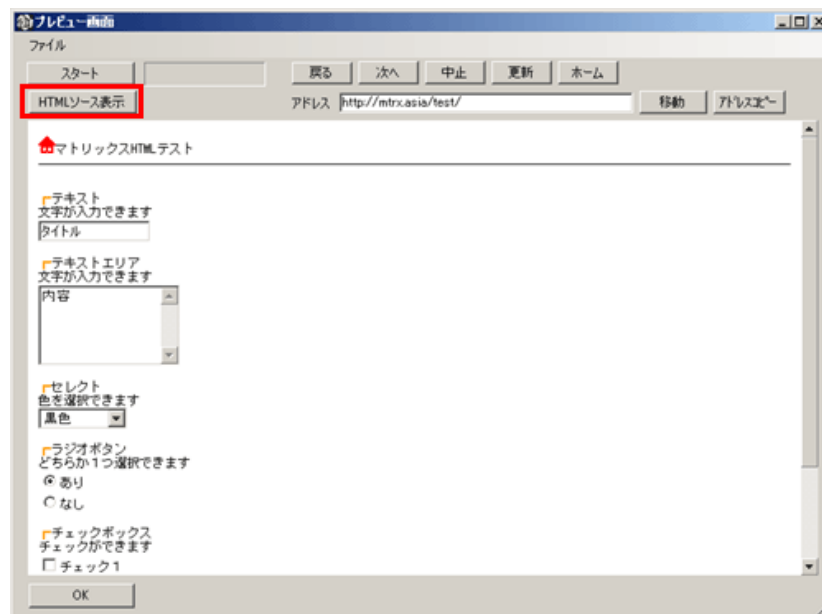 プレビュー画面
ファイル
スタート 戻る 次へ 中止 更新 ホーム
HTMLソース表示 アドレス http://mtrx.asia/test/ 移動 アドレスコピー
マトリックスHTMLテスト
テキスト
文字が入力できます
タイトル
テキストエリア
文字が入力できます
内容
セレクト
色を選択できます
黒色
ラジオボタン
どちらか1つ選択できます
あり
なし
チェックボックス
チェックができます
チェック1
OK